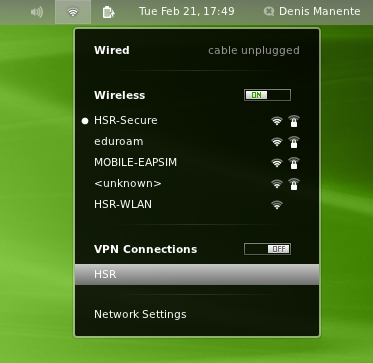 Tue Feb 21, 17:49 Denis Manente
Wired cable unplugged
Wireless ON
HSR-Secure
eduroam
MOBILE-EAPSIM
<unknown>
HSR-WLAN
VPN Connections OFF
HSR
Network Settings